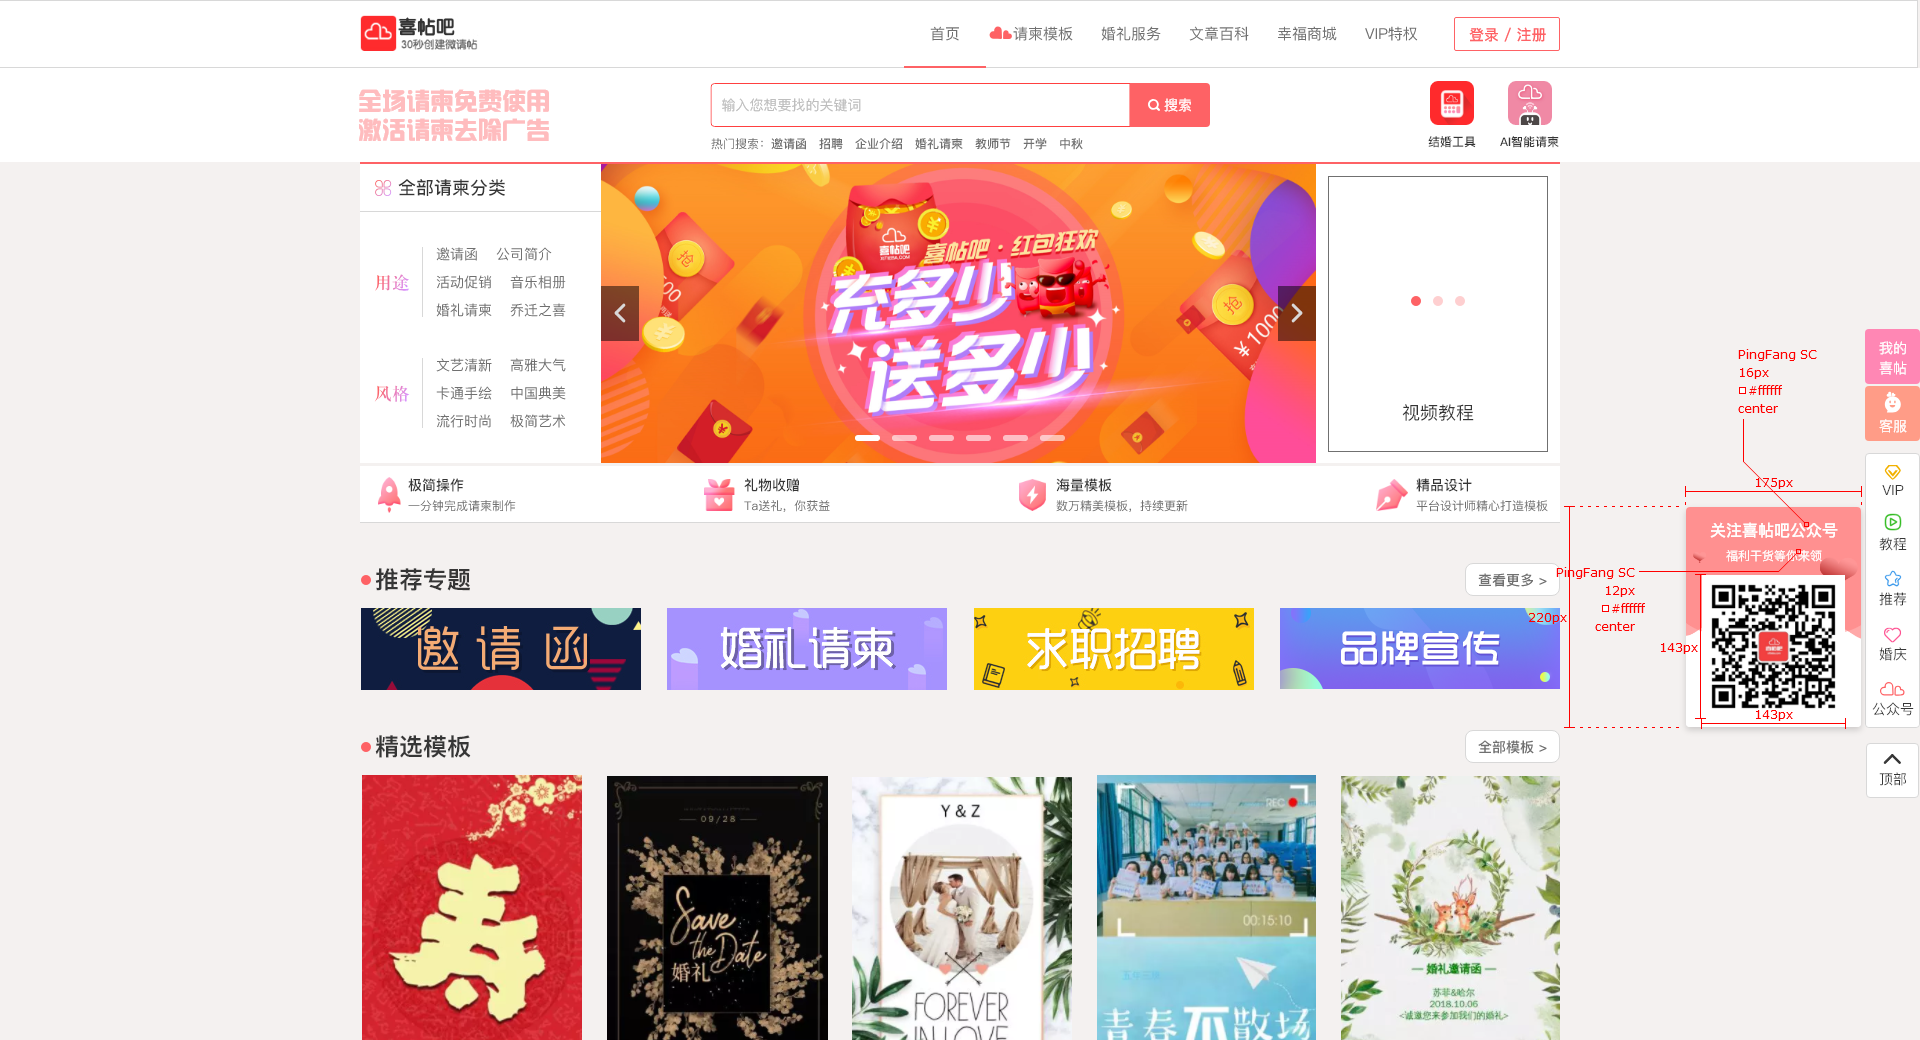 喜帖吧
30秒创建微请帖
首页 请柬模板 婚礼服务 文章百科 幸福商城 VIP特权 登录 / 注册
全场请柬免费使用
激活请柬去除广告
输入您想要找的关键词
搜索
热门搜索: 邀请函 招聘 企业介绍 婚礼请柬 教师节 开学 中秋
结婚工具
AI智能请柬
全部请柬分类
用途
邀请函 公司简介
活动促销 音乐相册
婚礼请柬 乔迁之喜
风格
文艺清新 高雅大气
卡通手绘 中国典美
流行时尚 极简艺术
喜帖吧
喜帖吧 · 红包狂欢
充多少
送多少
抢
抢
¥1000
视频教程
极简操作
一分钟完成请柬制作
礼物收赠
Ta送礼，你获益
海量模板
数万精美模板，持续更新
精品设计
平台设计师精心打造模板
推荐专题
查看更多 >
邀请函
婚礼请柬
求职招聘
品牌宣传
精选模板
全部模板 >
寿
09/28
Save
the Date
婚礼
Y & Z
FOREVER
IN LOVE
REC
00:15:10
青春不散场
婚礼邀请函
苏菲&哈尔
2018.10.06
<诚邀您来参加我们的婚礼>
PingFang SC
16px
#ffffff
center
175px
关注喜帖吧公众号
福利干货等你来领
PingFang SC
12px
#ffffff
center
220px
143px
143px
我的
喜帖
客服
VIP
教程
推荐
婚庆
公众号
顶部